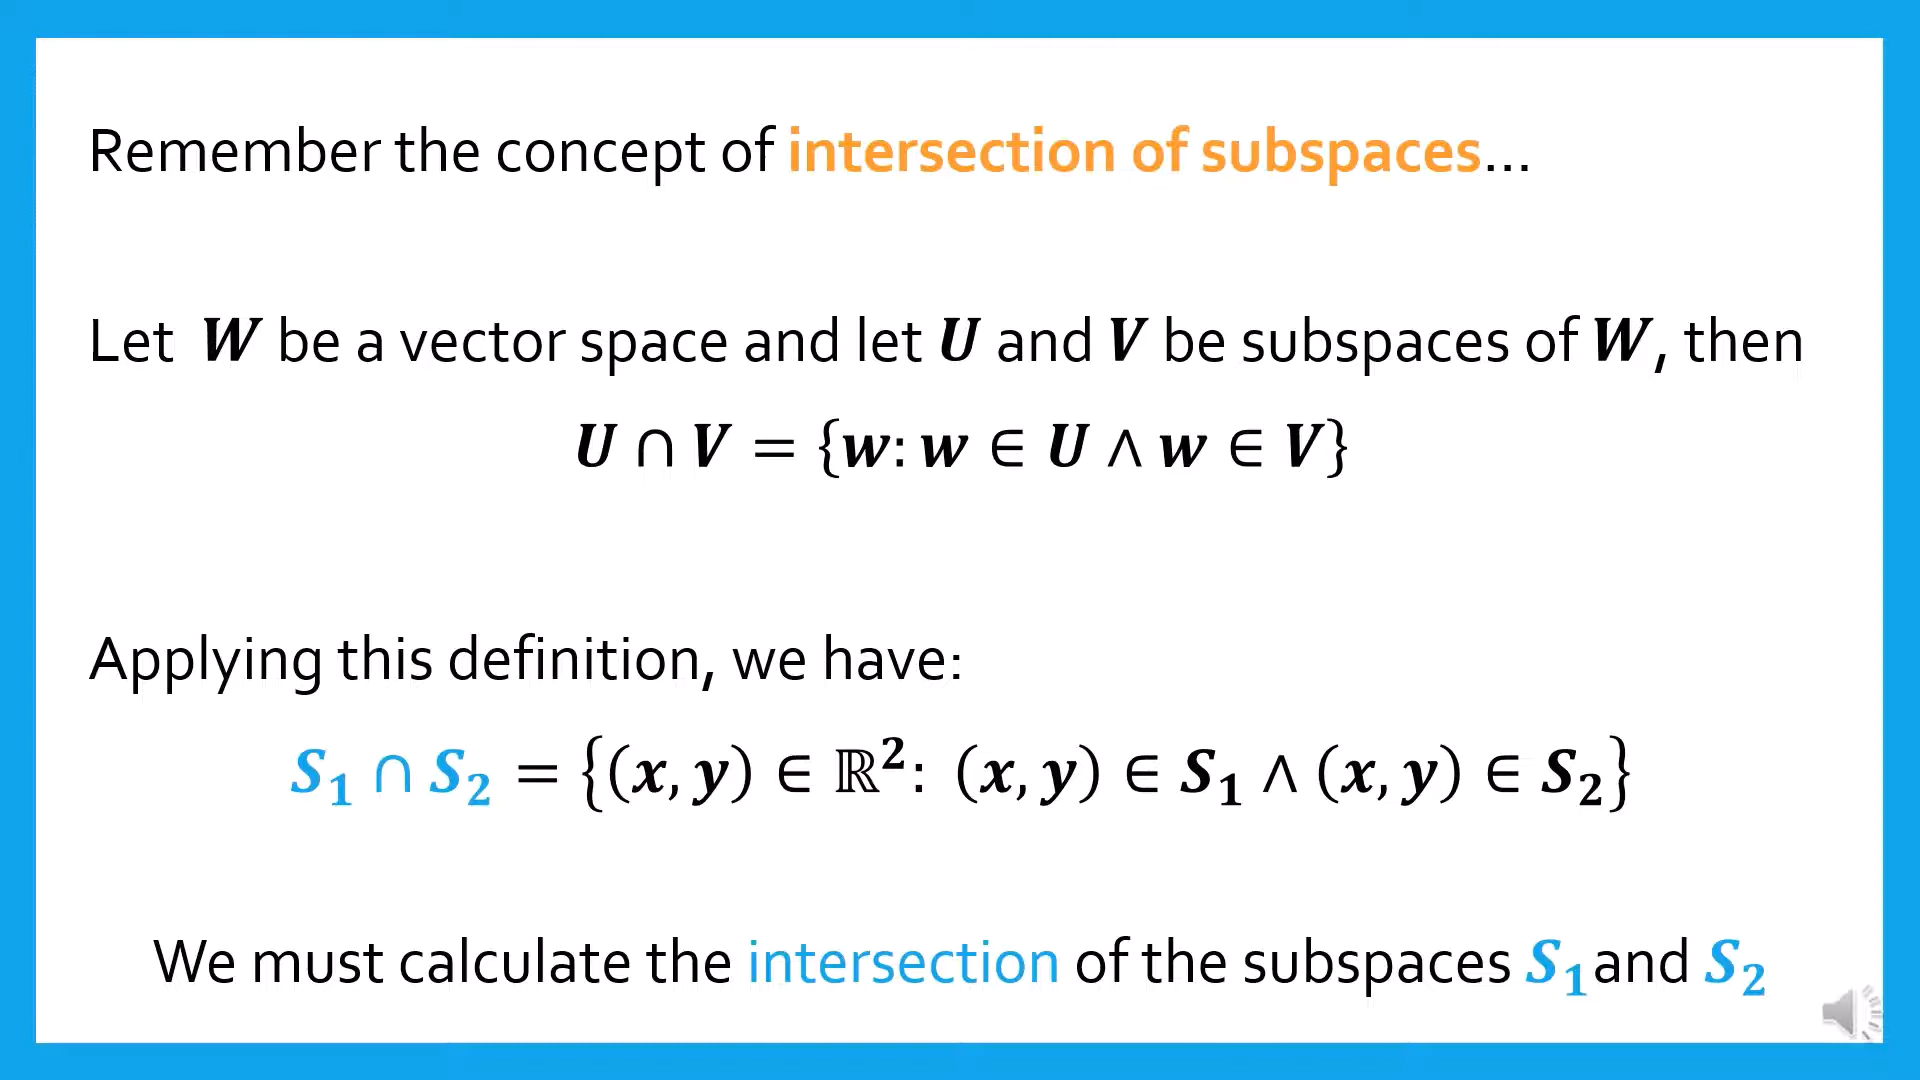 Remember the concept of intersection of subspaces...
Let W be a vector space and let U and V be subspaces of W, then
U ∩ V = {w: w ∈ U ∧ w ∈ V}
Applying this definition, we have:
S₁ ∩ S₂ = {(x, y) ∈ ℝ²: (x, y) ∈ S₁ ∧ (x, y) ∈ S₂}
We must calculate the intersection of the subspaces S₁ and S₂